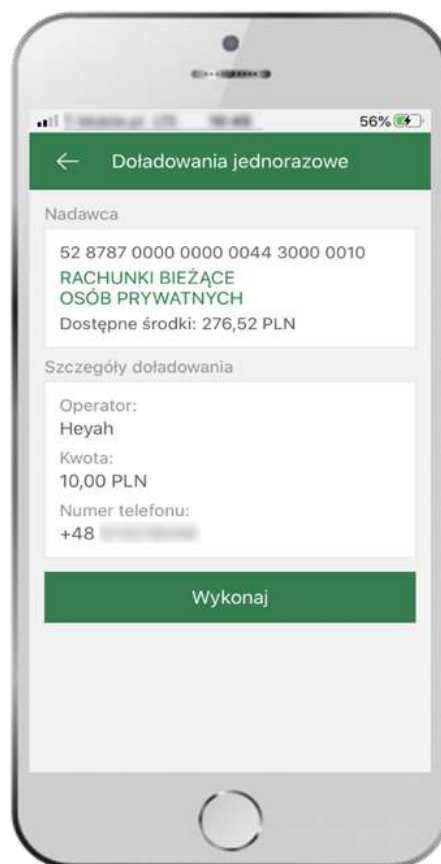 56%
Doładowania jednorazowe
Nadawca
52 8787 0000 0000 0044 3000 0010
RACHUNKI BIEŻĄCE
OSÓB PRYWATNYCH
Dostępne środki: 276,52 PLN
Szczegóły doładowania
Operator:
Heyah
Kwota:
10,00 PLN
Numer telefonu:
+48
Wykonaj